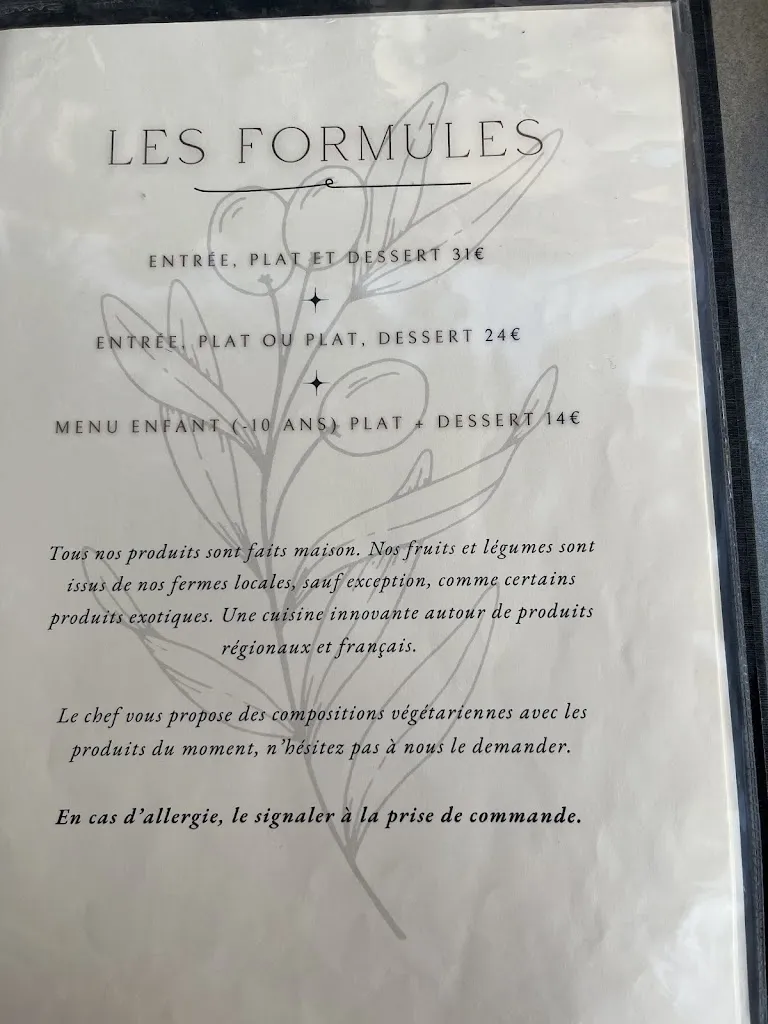 LES FORMULES
ENTRÉE, PLAT ET DESSERT 31€
ENTRÉE, PLAT OU PLAT, DESSERT 24€
MENU ENFANT (-10 ANS) PLAT + DESSERT 14€
Tous nos produits sont faits maison. Nos fruits et légumes sont
issus de nos fermes locales, sauf exception, comme certains
produits exotiques. Une cuisine innovante autour de produits
régionaux et français.
Le chef vous propose des compositions végétariennes avec les
produits du moment, n'hésitez pas à nous le demander.
En cas d'allergie, le signaler à la prise de commande.